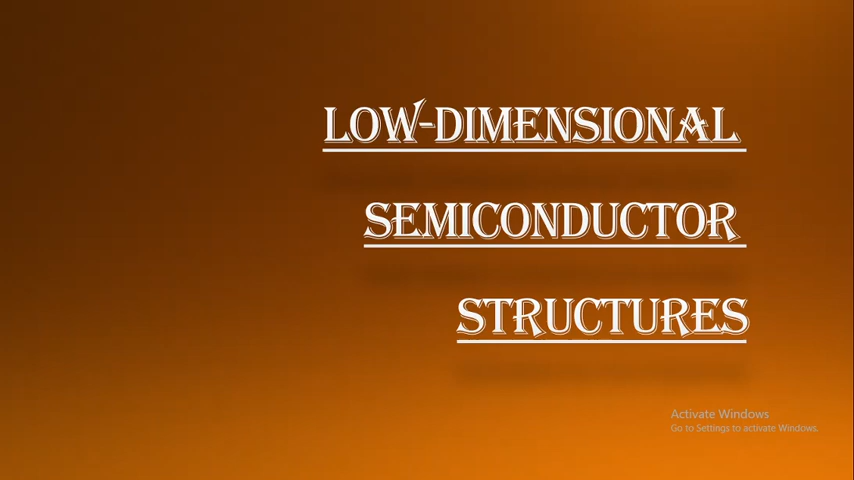 LOW-DIMENSIONAL
SEMICONDUCTOR
STRUCTURES
Activate Windows
Go to Settings to activate Windows.